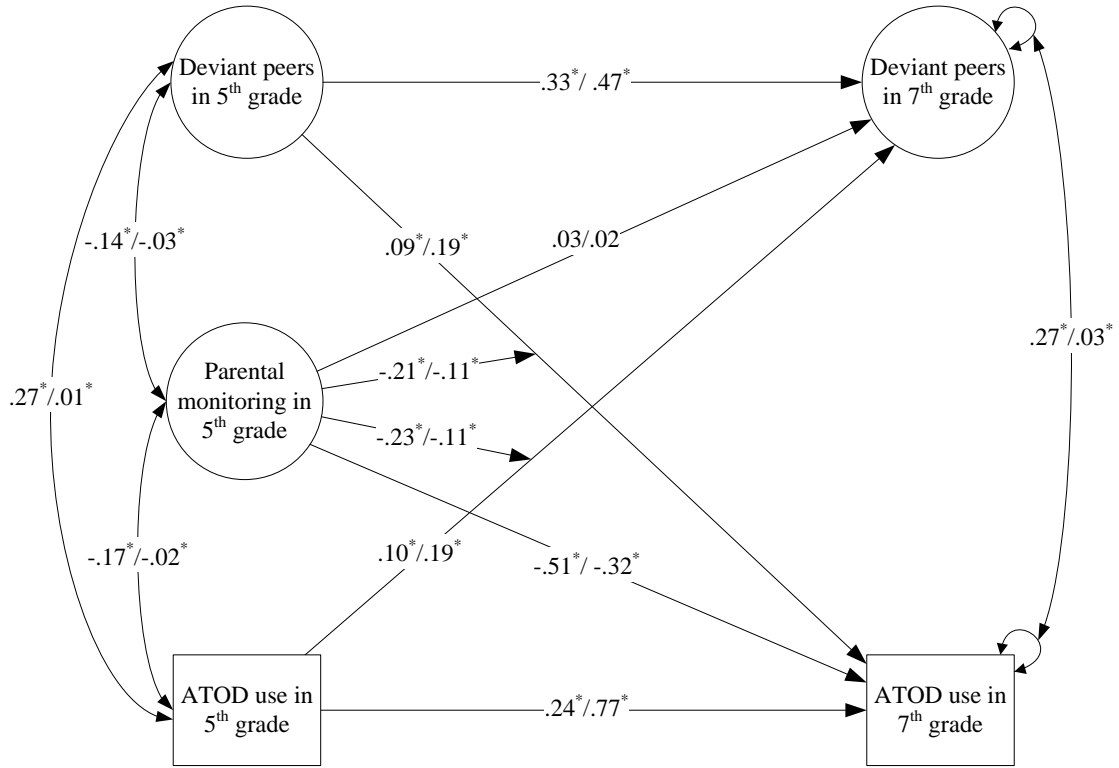 Deviant peers
in 5th grade
.33*/ .47*
Deviant peers
in 7th grade
-.14*/-.03*
.09*/.19*
.03/.02
.27*/.03*
Parental
monitoring in
5th grade
-.21*/-.11*
.27*/.01*
-.23*/-.11*
-.17*/-.02*
.10*/.19*
-.51*/ -.32*
ATOD use in
5th grade
.24*/.77*
ATOD use in
7th grade